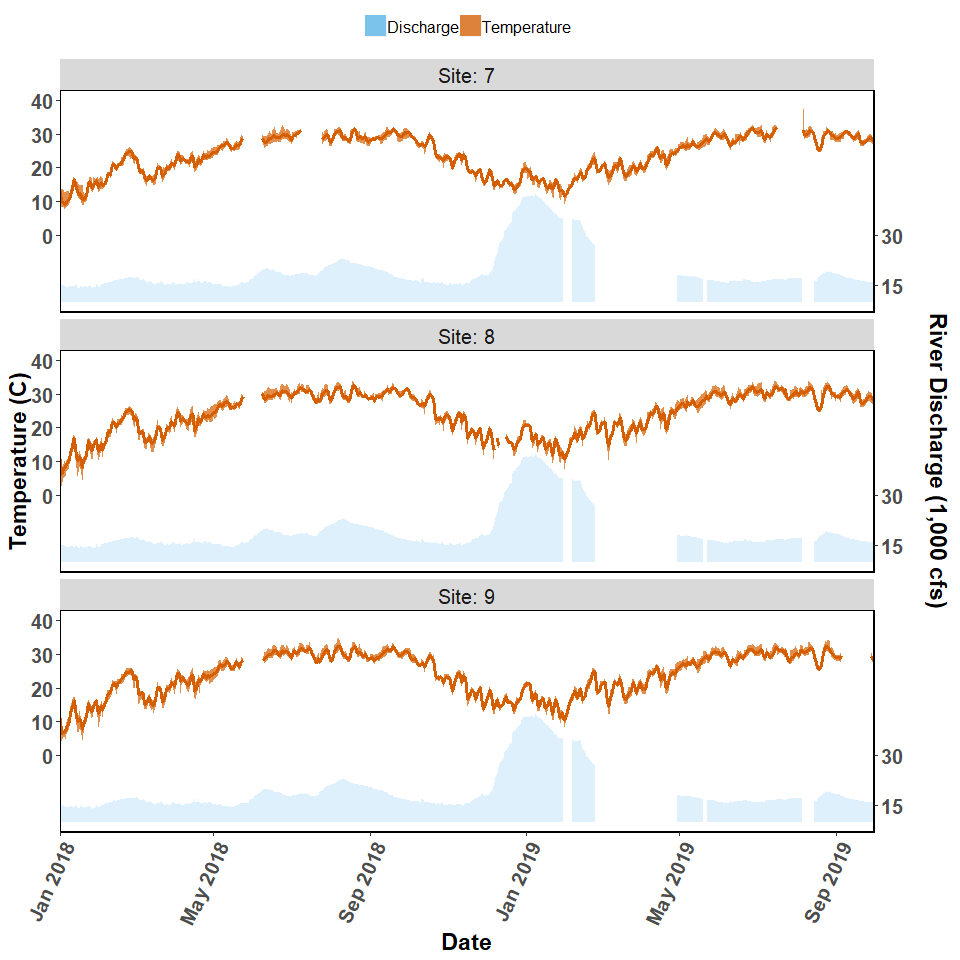 Discharge Temperature
Site: 7
40
30
20
10
0
30
15
Site: 8
40
30
20
10
0
30
15
Site: 9
40
30
20
10
0
30
15
Temperature (C)
River Discharge (1,000 cfs)
Jan 2018
May 2018
Sep 2018
Jan 2019
May 2019
Sep 2019
Date